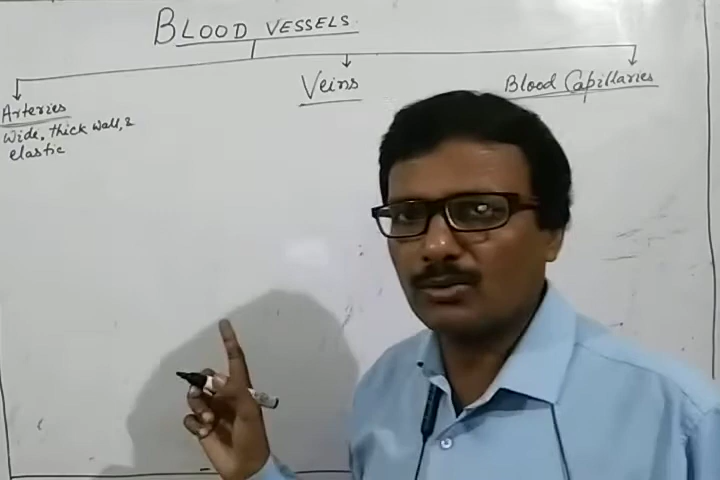 BLOOD VESSELS
Arteries
Veins
Blood Capillaries
Wide, thick wall, &
elastic